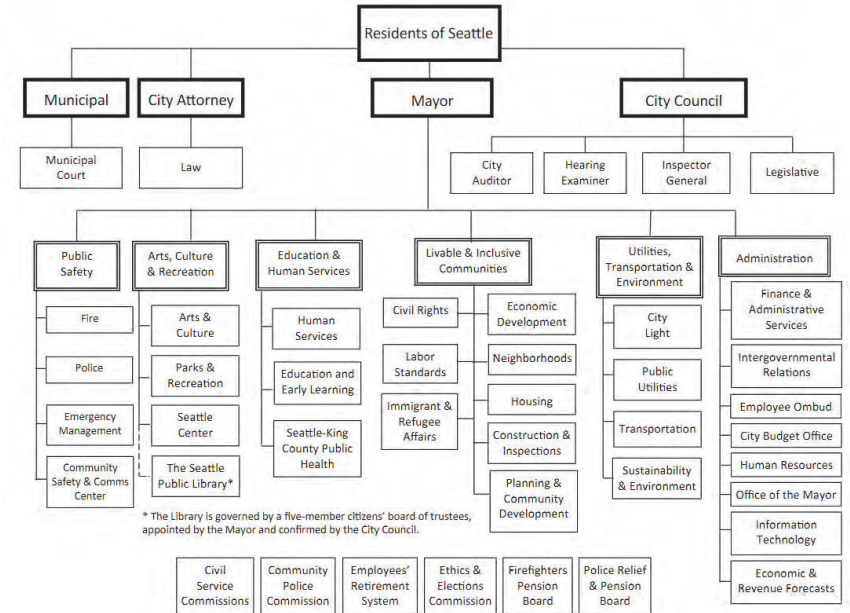 Residents of Seattle
Municipal
City Attorney
Mayor
City Council
Municipal
Court
Law
City
Auditor
Hearing
Examiner
Inspector
General
Legislative
Public
Safety
Fire
Police
Emergency
Management
Community
Safety & Comms
Center
Arts, Culture
& Recreation
Arts &
Culture
Parks &
Recreation
Seattle
Center
The Seattle
Public Library*
Education &
Human Services
Human
Services
Education and
Early Learning
Seattle-King
County Public
Health
Livable & Inclusive
Communities
Civil Rights
Labor
Standards
Immigrant &
Refugee
Affairs
Economic
Development
Neighborhoods
Housing
Construction &
Inspections
Planning &
Community
Development
Utilities,
Transportation &
Environment
City
Light
Public
Utilities
Transportation
Sustainability
& Environment
Administration
Finance &
Administrative
Services
Intergovernmental
Relations
Employee Ombud
City Budget Office
Human Resources
Office of the Mayor
Information
Technology
Economic &
Revenue Forecasts
* The Library is governed by a five-member citizens' board of trustees,
appointed by the Mayor and confirmed by the City Council.
Civil
Service
Commissions
Community
Police
Commission
Employees'
Retirement
System
Ethics &
Elections
Commission
Firefighters
Pension
Board
Police Relief
& Pension
Board